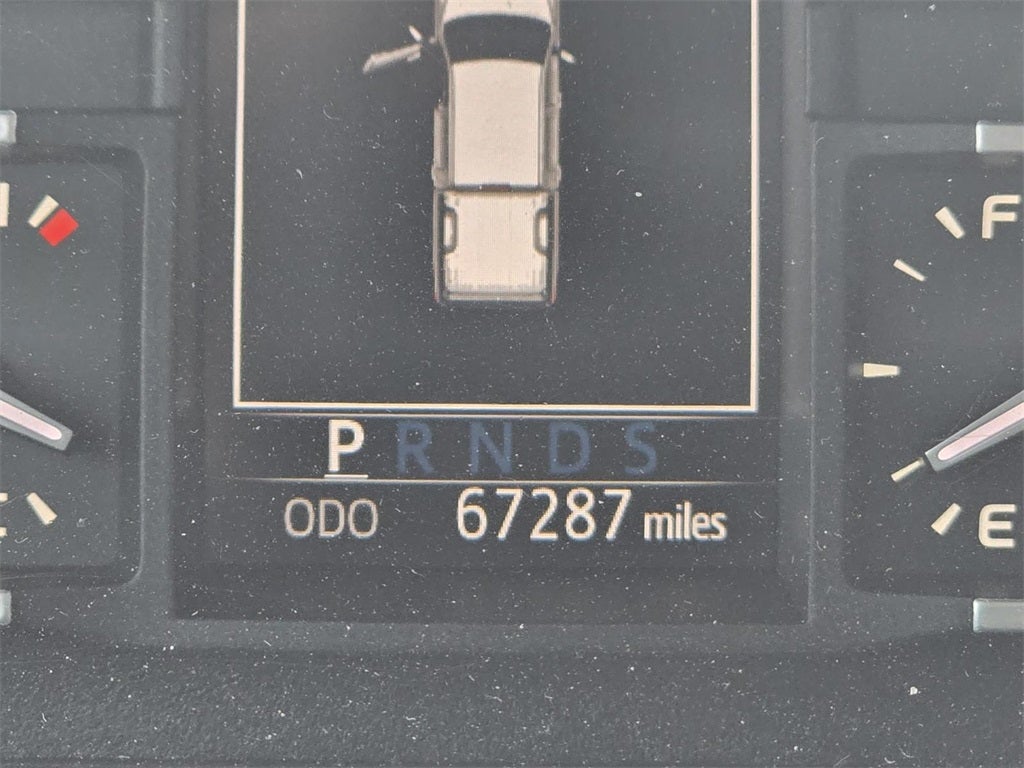 F
P R N D S
ODO 67287 miles
E